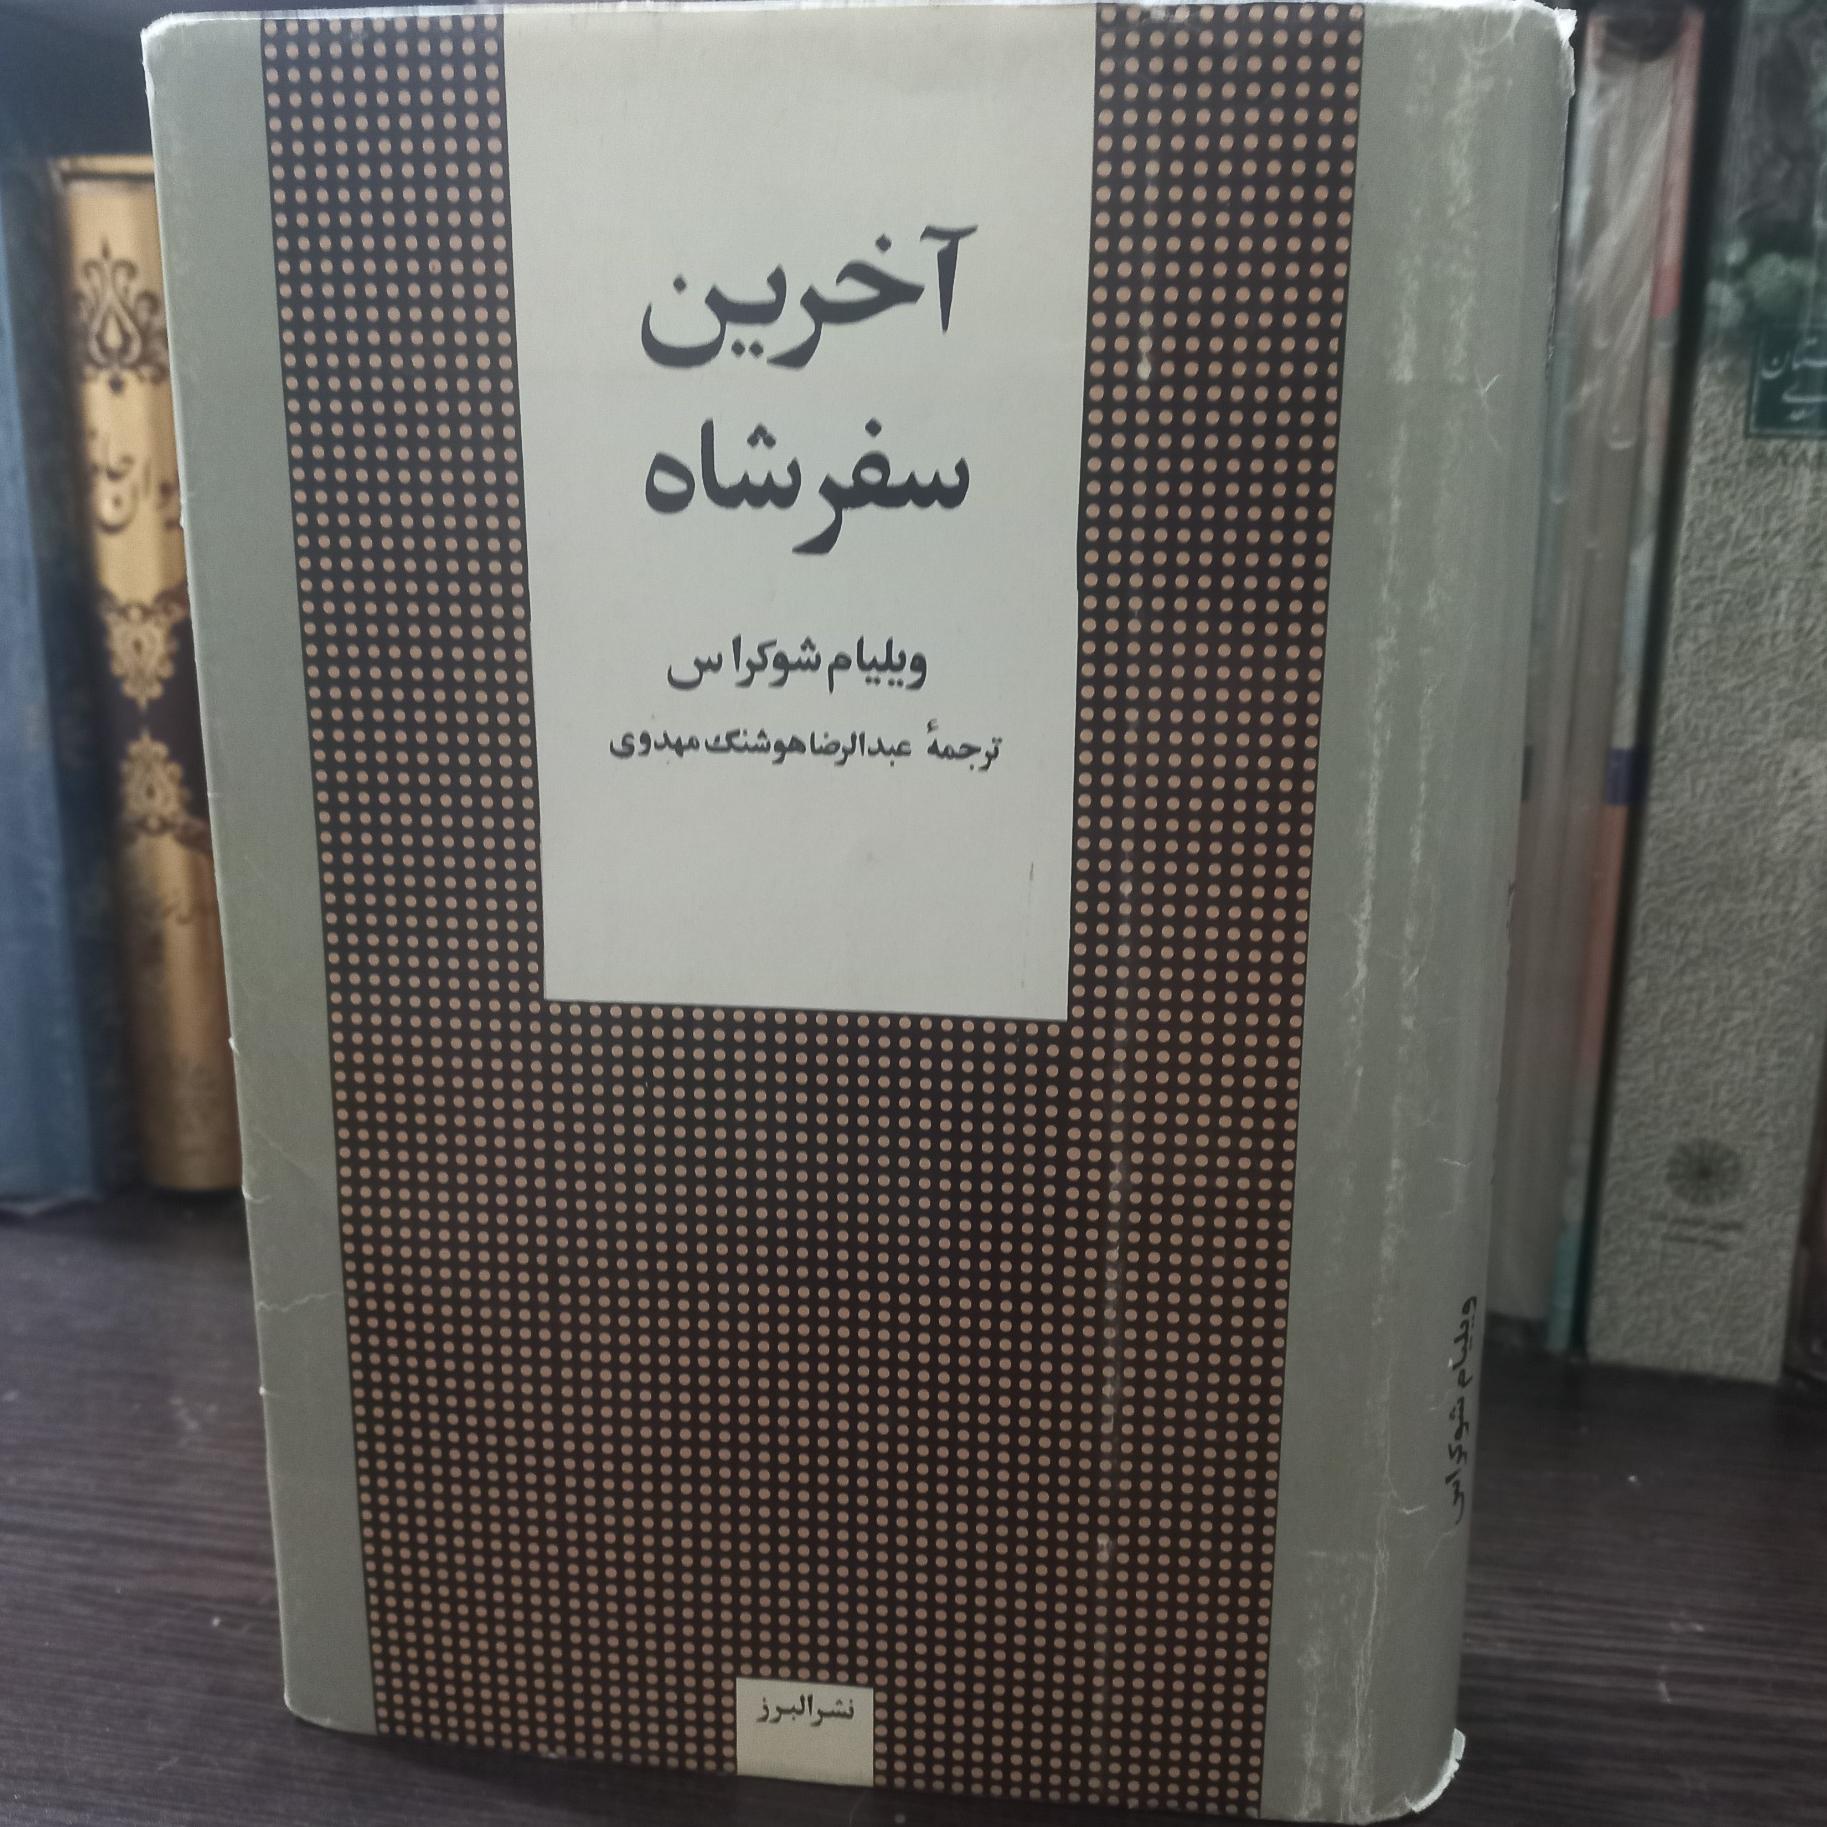 آخرین
سفر شاه
ویلیام شوکراس
ترجمهٔ عبدالرضا هوشنگ مهدوی
نشر البرز
ویلیام شوکراس